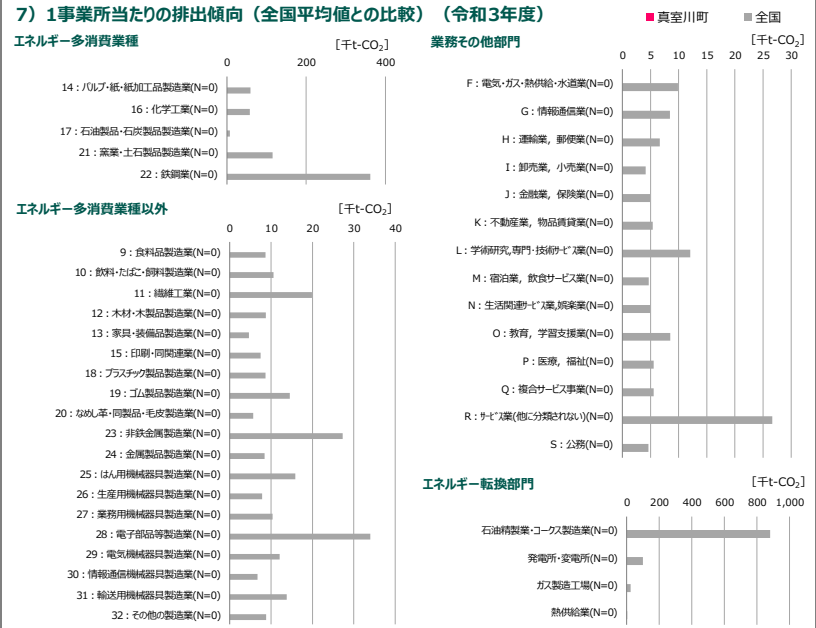 7）1事業所当たりの排出傾向（全国平均値との比較）（令和3年度）
■真室川町 ■全国
エネルギー多消費業種
[千t-CO₂]
0 200 400
14：パルプ・紙・紙加工品製造業(N=0)
16：化学工業(N=0)
17：石油製品・石炭製品製造業(N=0)
21：窯業・土石製品製造業(N=0)
22：鉄鋼業(N=0)
エネルギー多消費業種以外
[千t-CO₂]
0 10 20 30 40
9：食料品製造業(N=0)
10：飲料・たばこ・飼料製造業(N=0)
11：繊維工業(N=0)
12：木材・木製品製造業(N=0)
13：家具・装備品製造業(N=0)
15：印刷・同関連業(N=0)
18：プラスチック製品製造業(N=0)
19：ゴム製品製造業(N=0)
20：なめし革・同製品・毛皮製造業(N=0)
23：非鉄金属製造業(N=0)
24：金属製品製造業(N=0)
25：はん用機械器具製造業(N=0)
26：生産用機械器具製造業(N=0)
27：業務用機械器具製造業(N=0)
28：電子部品等製造業(N=0)
29：電気機械器具製造業(N=0)
30：情報通信機械器具製造業(N=0)
31：輸送用機械器具製造業(N=0)
32：その他の製造業(N=0)
業務その他部門
[千t-CO₂]
0 5 10 15 20 25 30
F：電気・ガス・熱供給・水道業(N=0)
G：情報通信業(N=0)
H：運輸業，郵便業(N=0)
I：卸売業，小売業(N=0)
J：金融業，保険業(N=0)
K：不動産業，物品賃貸業(N=0)
L：学術研究,専門・技術ｻｰﾋﾞｽ業(N=0)
M：宿泊業，飲食サービス業(N=0)
N：生活関連ｻｰﾋﾞｽ業,娯楽業(N=0)
O：教育，学習支援業(N=0)
P：医療，福祉(N=0)
Q：複合サービス事業(N=0)
R：ｻｰﾋﾞｽ業(他に分類されない)(N=0)
S：公務(N=0)
エネルギー転換部門
[千t-CO₂]
0 200 400 600 800 1,000
石油精製業・コークス製造業(N=0)
発電所・変電所(N=0)
ガス製造工場(N=0)
熱供給業(N=0)